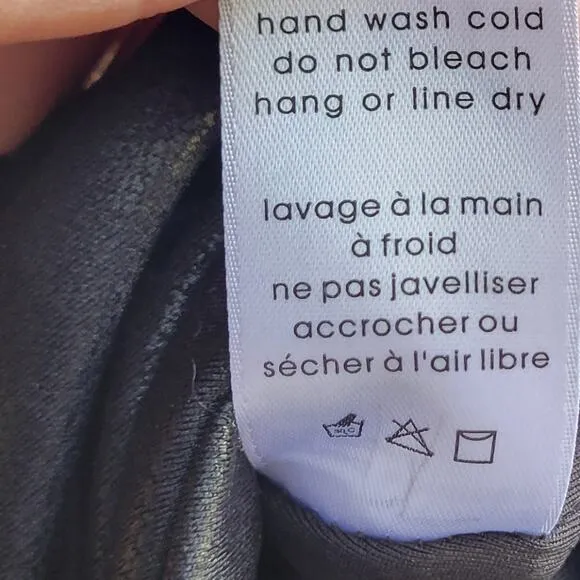 hand wash cold
do not bleach
hang or line dry
lavage à la main
à froid
ne pas javelliser
accrocher ou
sécher à l'air libre